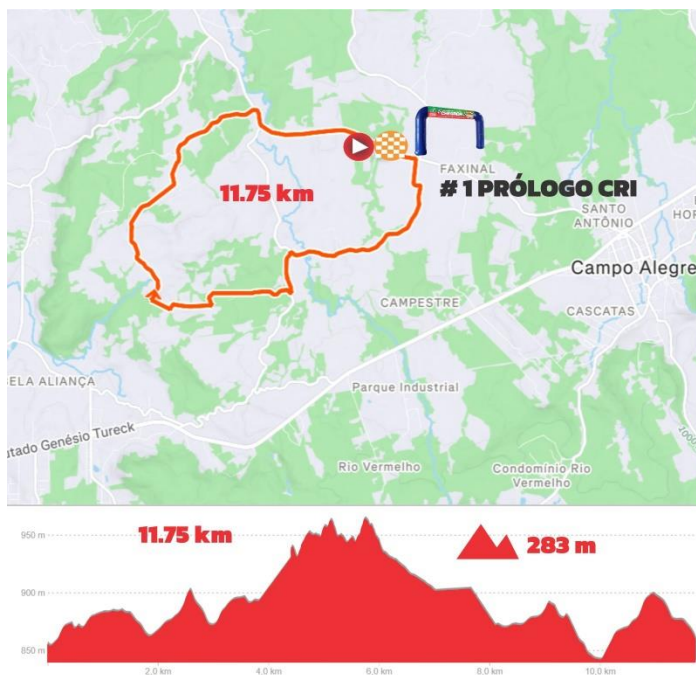 11.75 km
FAXINAL
# 1 PRÓLOGO CRI
SANTO
ANTÔNIO
HOR
Campo Alegre
CAMPESTRE
CASCATAS
ELA ALIANÇA
Parque Industrial
utado Genésio Tureck
Rio Vermelho
Condomínio Rio
Vermelho
11.75 km
283 m
950 m
900 m
850 m
2,0 km
4,0 km
6,0 km
8,0 km
10,0 km